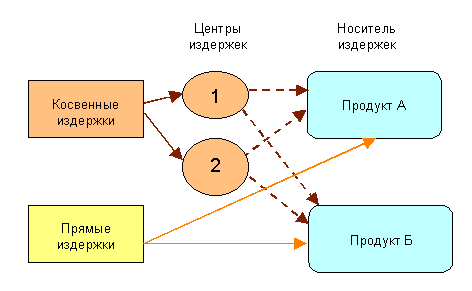 Центры
издержек
Носитель
издержек
Косвенные
издержки
1
2
Продукт А
Прямые
издержки
Продукт Б